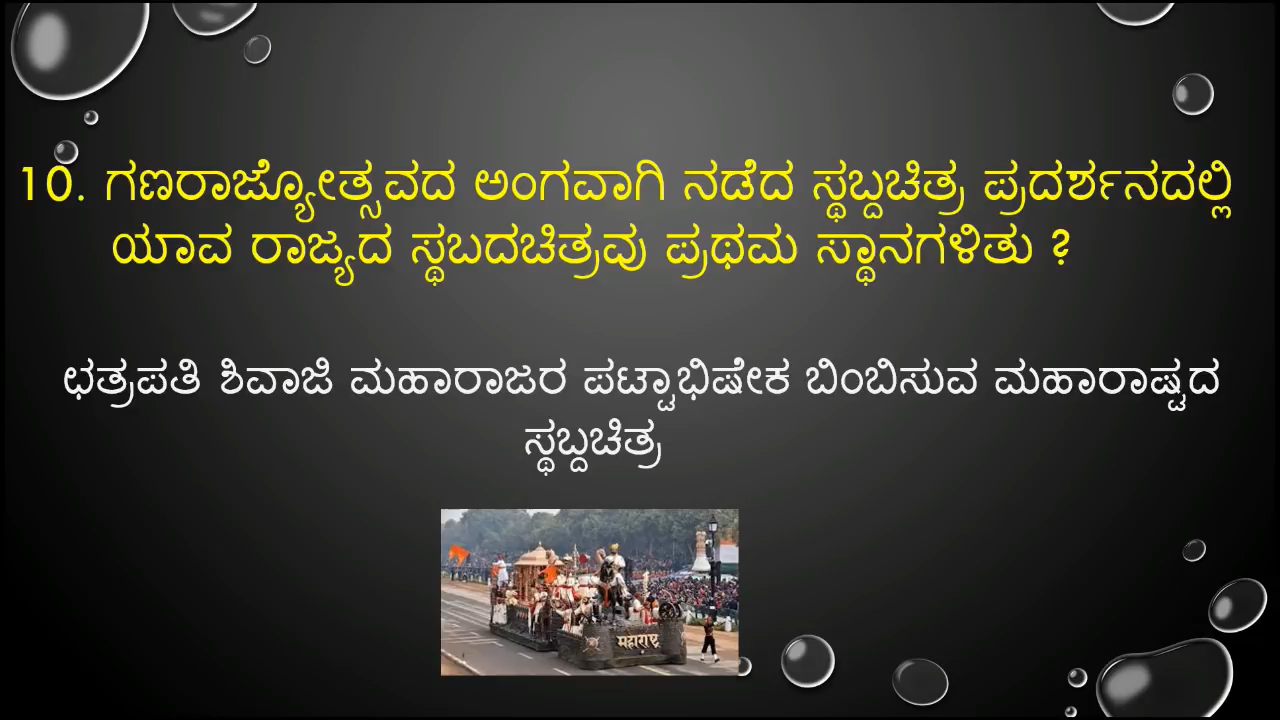 10. ಗಣರಾಜ್ಯೋತ್ಸವದ ಅಂಗವಾಗಿ ನಡೆದ ಸ್ಥಬ್ದಚಿತ್ರ ಪ್ರದರ್ಶನದಲ್ಲಿ
ಯಾವ ರಾಜ್ಯದ ಸ್ಥಬದಚಿತ್ರವು ಪ್ರಥಮ ಸ್ಥಾನಗಳಿತು ?
ಛತ್ರಪತಿ ಶಿವಾಜಿ ಮಹಾರಾಜರ ಪಟ್ಟಾಭಿಷೇಕ ಬಿಂಬಿಸುವ ಮಹಾರಾಷ್ಟದ
ಸ್ಥಬ್ದಚಿತ್ರ
महाराष्ट्र